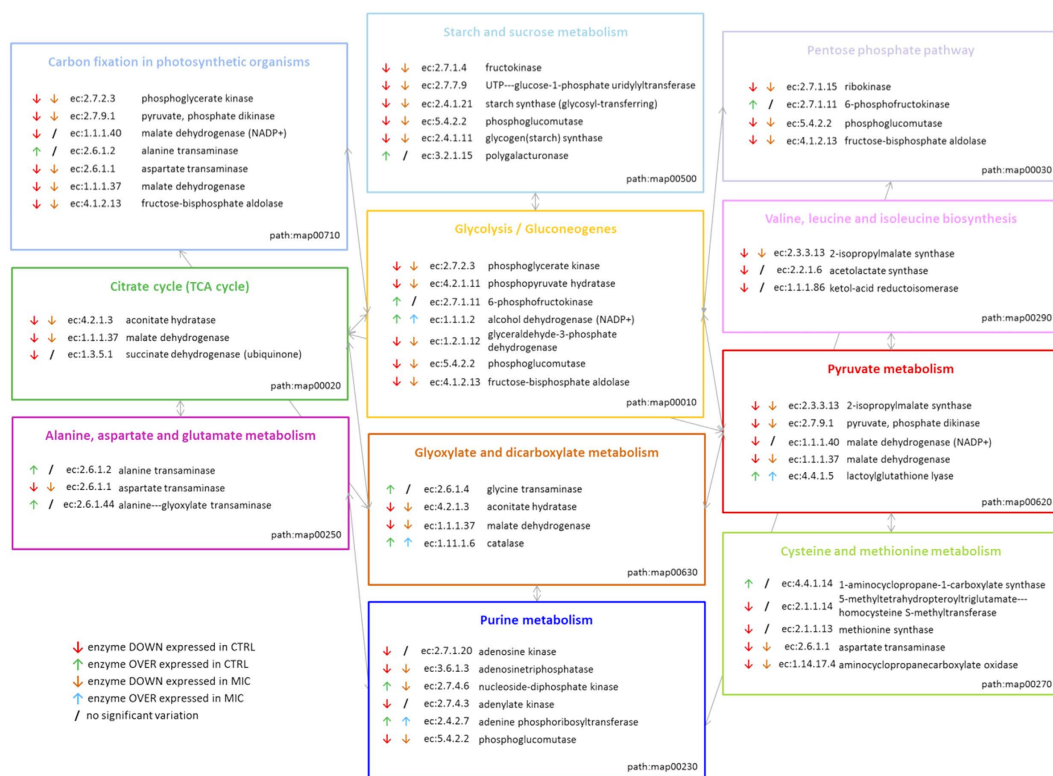 Carbon fixation in photosynthetic organisms
ec:2.7.2.3 phosphoglycerate kinase
ec:2.7.9.1 pyruvate, phosphate dikinase
/ ec:1.1.1.40 malate dehydrogenase (NADP+)
/ ec:2.6.1.2 alanine transaminase
ec:2.6.1.1 aspartate transaminase
ec:1.1.1.37 malate dehydrogenase
ec:4.1.2.13 fructose-bisphosphate aldolase
path:map00710
Citrate cycle (TCA cycle)
ec:4.2.1.3 aconitate hydratase
ec:1.1.1.37 malate dehydrogenase
/ ec:1.3.5.1 succinate dehydrogenase (ubiquinone)
path:map00020
Alanine, aspartate and glutamate metabolism
/ ec:2.6.1.2 alanine transaminase
ec:2.6.1.1 aspartate transaminase
/ ec:2.6.1.44 alanine---glyoxylate transaminase
path:map00250
enzyme DOWN expressed in CTRL
enzyme OVER expressed in CTRL
enzyme DOWN expressed in MIC
enzyme OVER expressed in MIC
/ no significant variation
Starch and sucrose metabolism
ec:2.7.1.4 fructokinase
ec:2.7.7.9 UTP---glucose-1-phosphate uridylyltransferase
ec:2.4.1.21 starch synthase (glycosyl-transferring)
ec:5.4.2.2 phosphoglucomutase
ec:2.4.1.11 glycogen(starch) synthase
/ ec:3.2.1.15 polygalacturonase
path:map00500
Glycolysis / Gluconeogenes
ec:2.7.2.3 phosphoglycerate kinase
ec:4.2.1.11 phosphopyruvate hydratase
/ ec:2.7.1.11 6-phosphofructokinase
ec:1.1.1.2 alcohol dehydrogenase (NADP+)
ec:1.2.1.12 glyceraldehyde-3-phosphate
dehydrogenase
ec:5.4.2.2 phosphoglucomutase
ec:4.1.2.13 fructose-bisphosphate aldolase
path:map00010
Glyoxylate and dicarboxylate metabolism
/ ec:2.6.1.4 glycine transaminase
ec:4.2.1.3 aconitate hydratase
ec:1.1.1.37 malate dehydrogenase
ec:1.11.1.6 catalase
path:map00630
Purine metabolism
/ ec:2.7.1.20 adenosine kinase
ec:3.6.1.3 adenosinetriphosphatase
ec:2.7.4.6 nucleoside-diphosphate kinase
/ ec:2.7.4.3 adenylate kinase
ec:2.4.2.7 adenine phosphoribosyltransferase
ec:5.4.2.2 phosphoglucomutase
path:map00230
Pentose phosphate pathway
ec:2.7.1.15 ribokinase
/ ec:2.7.1.11 6-phosphofructokinase
ec:5.4.2.2 phosphoglucomutase
ec:4.1.2.13 fructose-bisphosphate aldolase
path:map00030
Valine, leucine and isoleucine biosynthesis
ec:2.3.3.13 2-isopropylmalate synthase
/ ec:2.2.1.6 acetolactate synthase
/ ec:1.1.1.86 ketol-acid reductoisomerase
path:map00290
Pyruvate metabolism
ec:2.3.3.13 2-isopropylmalate synthase
ec:2.7.9.1 pyruvate, phosphate dikinase
/ ec:1.1.1.40 malate dehydrogenase (NADP+)
ec:1.1.1.37 malate dehydrogenase
ec:4.4.1.5 lactoylglutathione lyase
path:map00620
Cysteine and methionine metabolism
/ ec:4.4.1.14 1-aminocyclopropane-1-carboxylate synthase
/ ec:2.1.1.14 5-methyltetrahydropteroyltriglutamate---
homocysteine S-methyltransferase
/ ec:2.1.1.13 methionine synthase
ec:2.6.1.1 aspartate transaminase
ec:1.14.17.4 aminocyclopropanecarboxylate oxidase
path:map00270